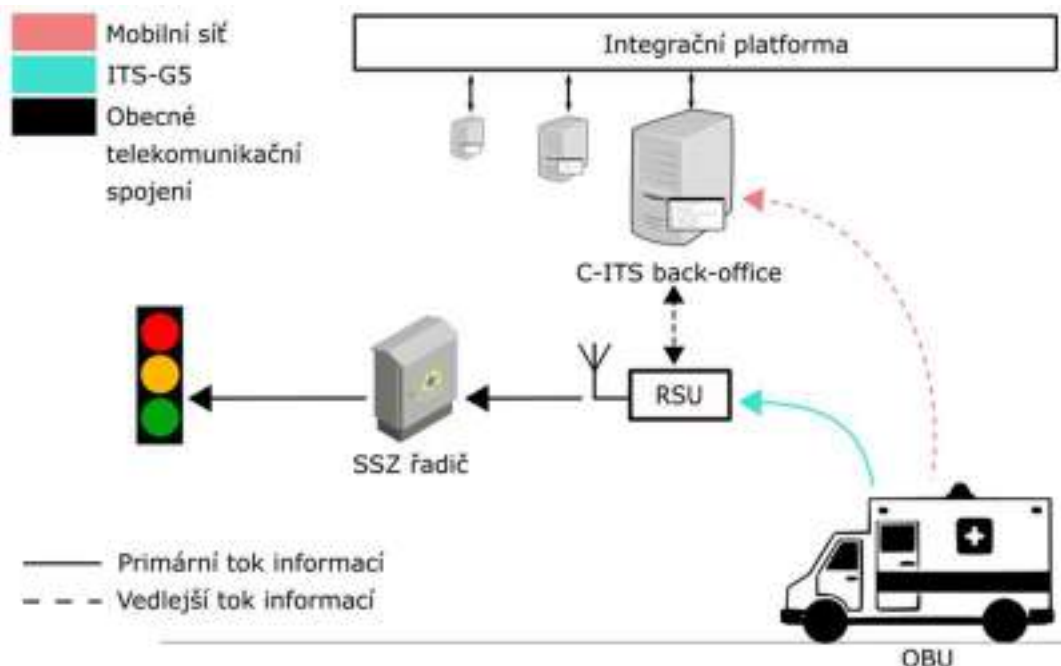 Mobilní síť
ITS-G5
Obecné
telekomunikační
spojení
Integrační platforma
C-ITS back-office
RSU
SSZ řadič
Primární tok informací
Vedlejší tok informací
OBU